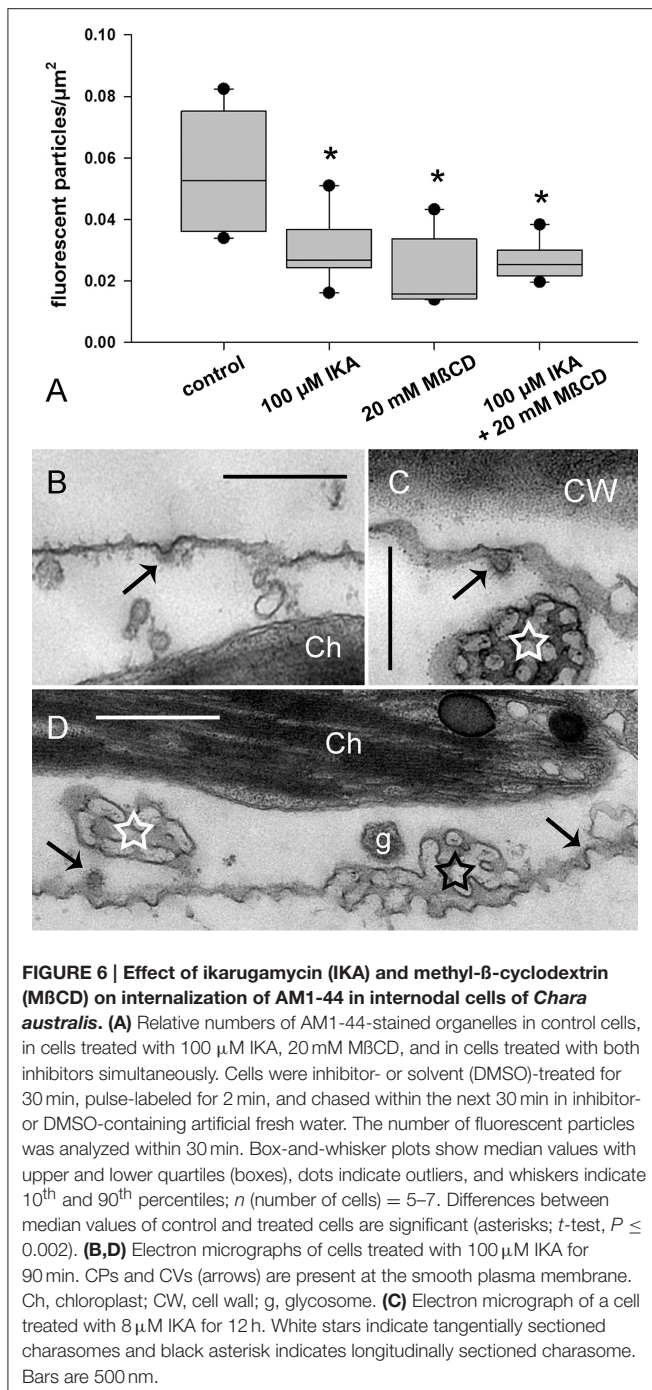 0.10
0.08
0.06
0.04
0.02
0.00
fluorescent particles/µm²
*
*
*
control
100 µM IKA
20 mM MßCD
100 µM IKA
+ 20 mM MßCD
A
B
Ch
C
CW
D
Ch
g
FIGURE 6 | Effect of ikarugamycin (IKA) and methyl-ß-cyclodextrin
(MßCD) on internalization of AM1-44 in internodal cells of Chara
australis. (A) Relative numbers of AM1-44-stained organelles in control cells,
in cells treated with 100 µM IKA, 20 mM MßCD, and in cells treated with both
inhibitors simultaneously. Cells were inhibitor- or solvent (DMSO)-treated for
30 min, pulse-labeled for 2 min, and chased within the next 30 min in inhibitor-
or DMSO-containing artificial fresh water. The number of fluorescent particles
was analyzed within 30 min. Box-and-whisker plots show median values with
upper and lower quartiles (boxes), dots indicate outliers, and whiskers indicate
10th and 90th percentiles; n (number of cells) = 5–7. Differences between
median values of control and treated cells are significant (asterisks; t-test, P ≤
0.002). (B,D) Electron micrographs of cells treated with 100 µM IKA for
90 min. CPs and CVs (arrows) are present at the smooth plasma membrane.
Ch, chloroplast; CW, cell wall; g, glycosome. (C) Electron micrograph of a cell
treated with 8 µM IKA for 12 h. White stars indicate tangentially sectioned
charasomes and black asterisk indicates longitudinally sectioned charasome.
Bars are 500 nm.